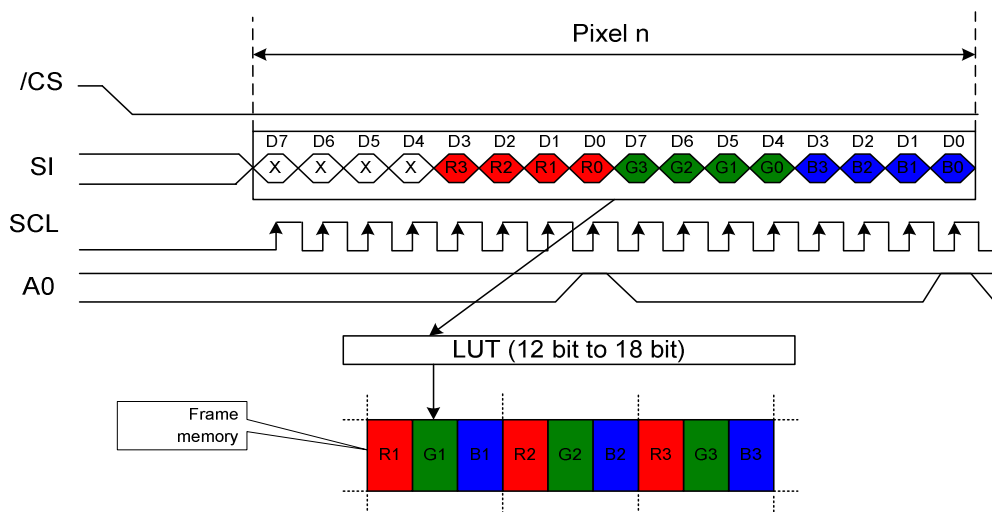 Pixel n
/CS
D7 D6 D5 D4 D3 D2 D1 D0 D7 D6 D5 D4 D3 D2 D1 D0
SI X X X X R3 R2 R1 R0 G3 G2 G1 G0 B3 B2 B1 B0
SCL
A0
LUT (12 bit to 18 bit)
Frame
memory
R1 G1 B1 R2 G2 B2 R3 G3 B3